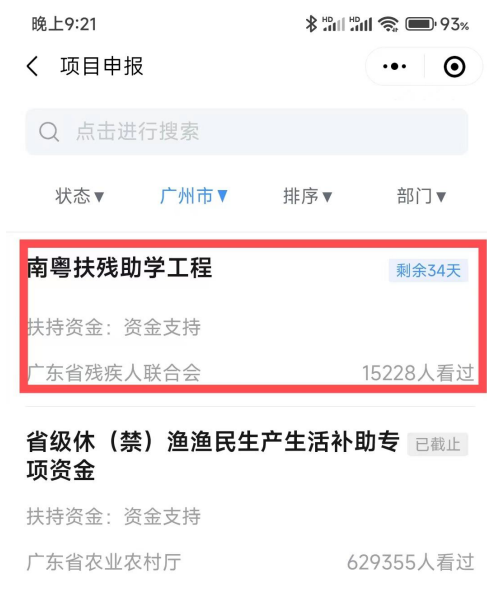 晚上9:21 HD HD 93%
项目申报
点击进行搜索
状态▼ 广州市▼ 排序▼ 部门▼
南粤扶残助学工程 剩余34天
扶持资金：资金支持
广东省残疾人联合会 15228人看过
省级休（禁）渔渔民生产生活补助专 已截止
项资金
扶持资金：资金支持
广东省农业农村厅 629355人看过